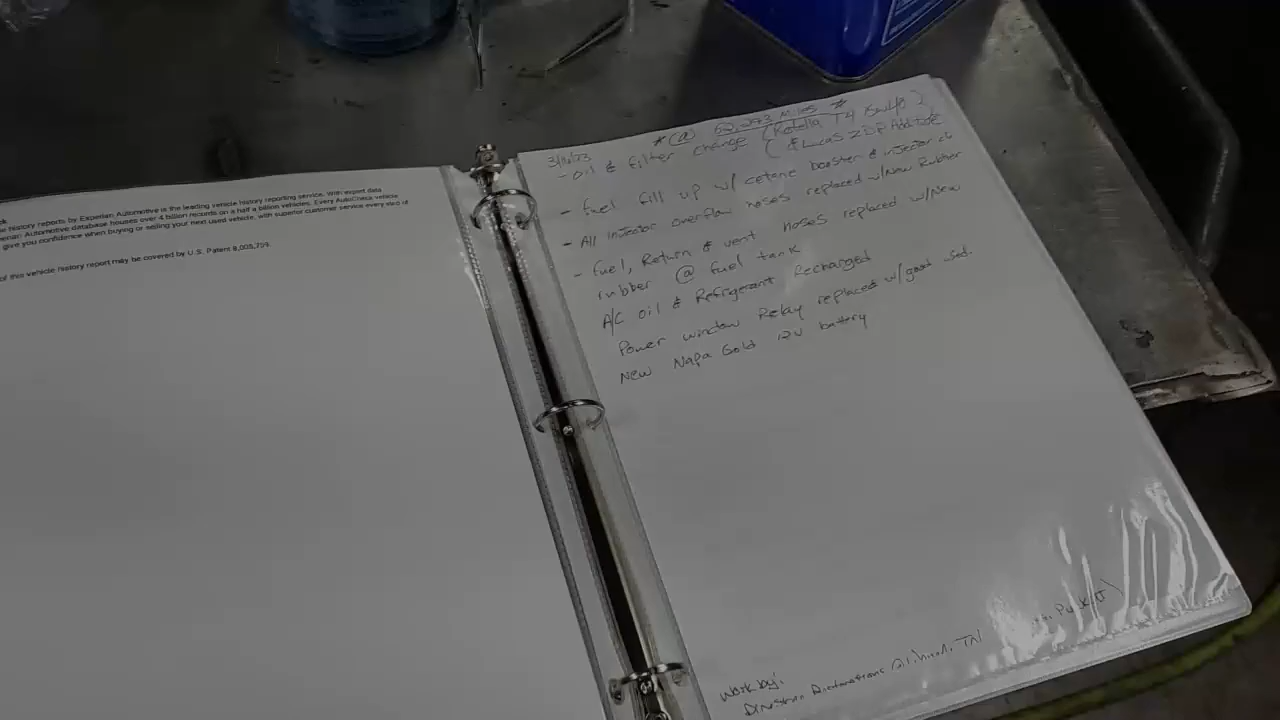 history reports by Experian Automotive is the leading vehicle history reporting service. With expert data
Automotive database houses over 4 billion records on a half a billion vehicles. Every AutoCheck vehicle
give you confidence when buying or selling your next used vehicle, with superior customer service every step of
of this vehicle history report may be covered by U.S. Patent 8,005,759.
*@ 62,293 Miles *
- oil & filter change (Rotella T4 15w40)
(& Lucas ZDP Additive
- fuel fill up w/ cetane booster & injector
- All injector overflow hoses replaced w/ New Rubber
- fuel, Return & vent hoses replaced w/ New
rubber @ fuel tank
A/C oil & Refrigerant Recharged
Power window Relay replaced w/ good used.
New Napa Gold 12V battery
Work by:
TN